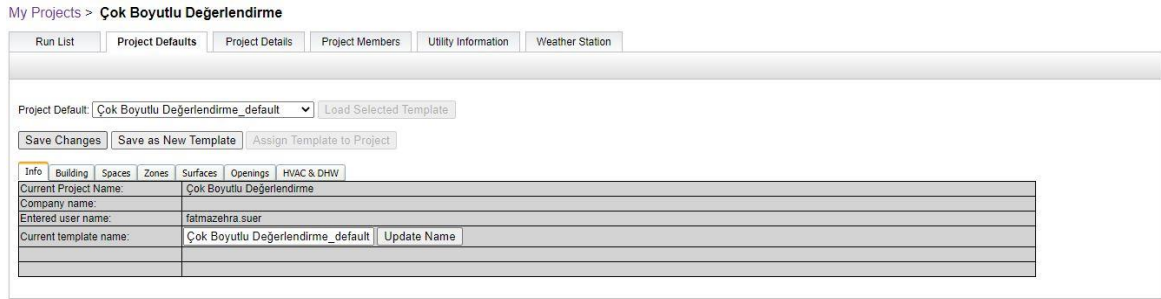 My Projects > Çok Boyutlu Değerlendirme
Run List Project Defaults Project Details Project Members Utility Information Weather Station
Project Default: Çok Boyutlu Değerlendirme_default Load Selected Template
Save Changes Save as New Template Assign Template to Project
Info Building Spaces Zones Surfaces Openings HVAC & DHW
Current Project Name: Çok Boyutlu Değerlendirme
Company name:
Entered user name: fatmazehra.suer
Current template name: Çok Boyutlu Değerlendirme_default Update Name